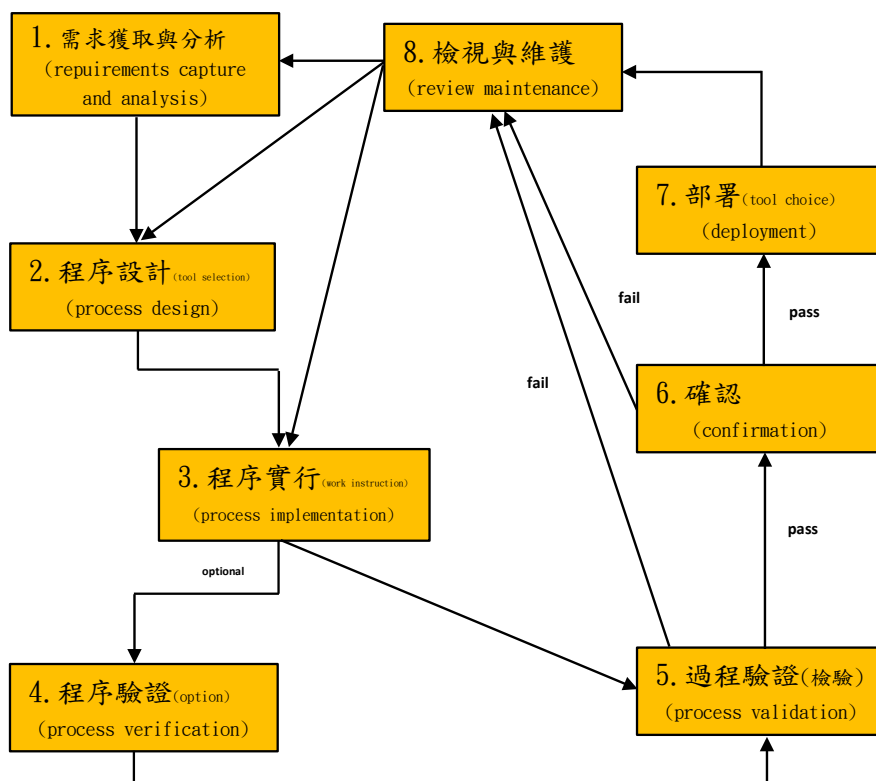 1.需求獲取與分析
(repuirements capture
and analysis)
8.檢視與維護
(review maintenance)
7.部署(tool choice)
(deployment)
2.程序設計(tool selection)
(process design)
fail
pass
fail
6.確認
(confirmation)
3.程序實行(work instruction)
(process implementation)
pass
optional
4.程序驗證(option)
(process verification)
5.過程驗證(檢驗)
(process validation)